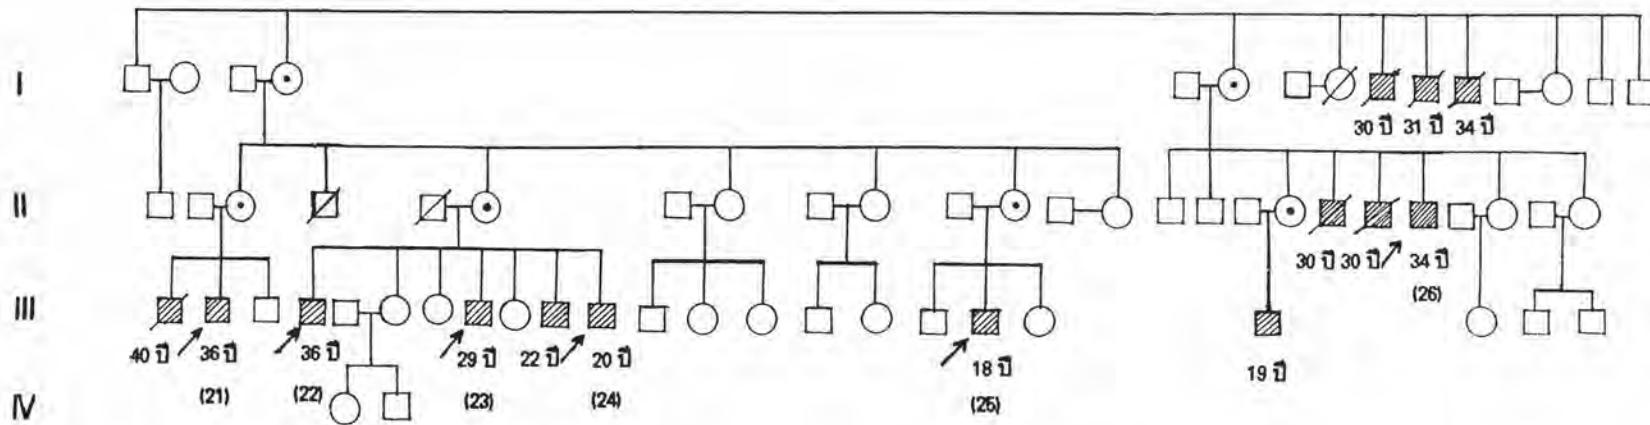 I
30 ปี 31 ปี 34 ปี
II
30 ปี 30 ปี 34 ปี
(26)
III
40 ปี 36 ปี 36 ปี 29 ปี 22 ปี 20 ปี 18 ปี 19 ปี
(21) (22) (23) (24) (25)
IV